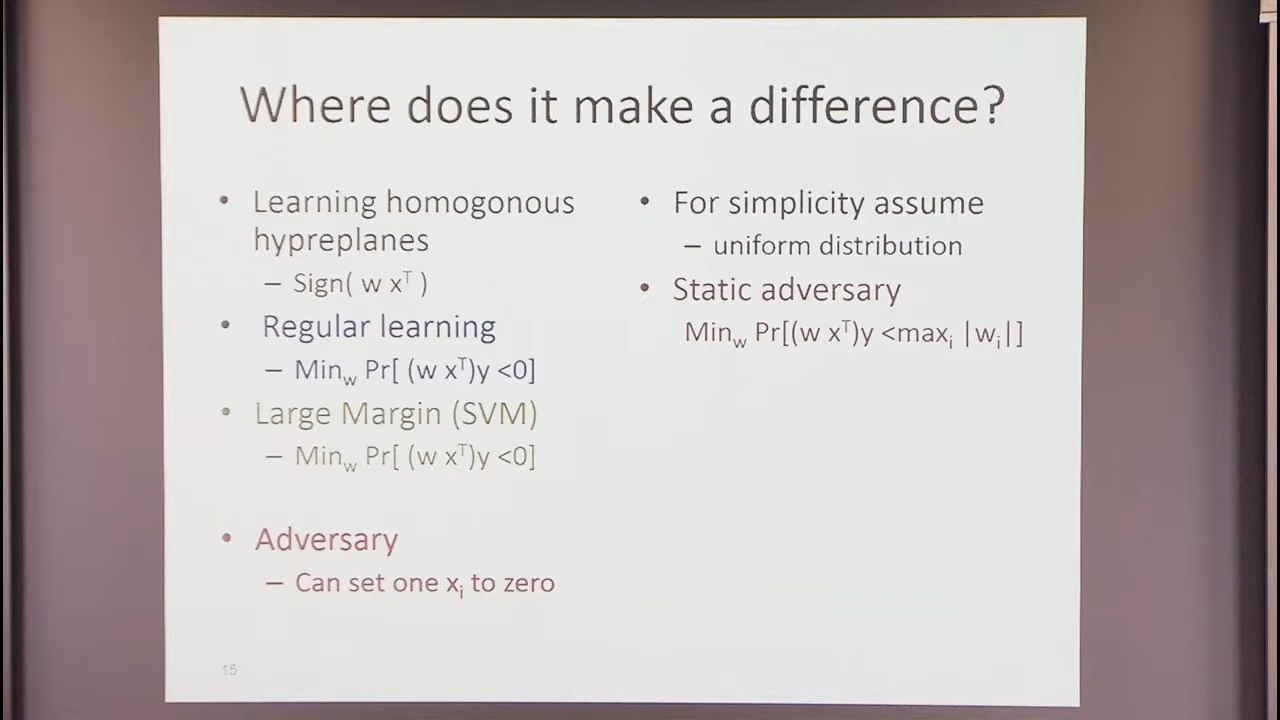 Where does it make a difference?
• Learning homogonous
hypreplanes
– Sign( w xᵀ )
• Regular learning
– Min_w Pr[ (w xᵀ)y <0]
• Large Margin (SVM)
– Min_w Pr[ (w xᵀ)y <0]
• Adversary
– Can set one x_i to zero
• For simplicity assume
– uniform distribution
• Static adversary
Min_w Pr[(w xᵀ)y <max_i |w_i|]
15